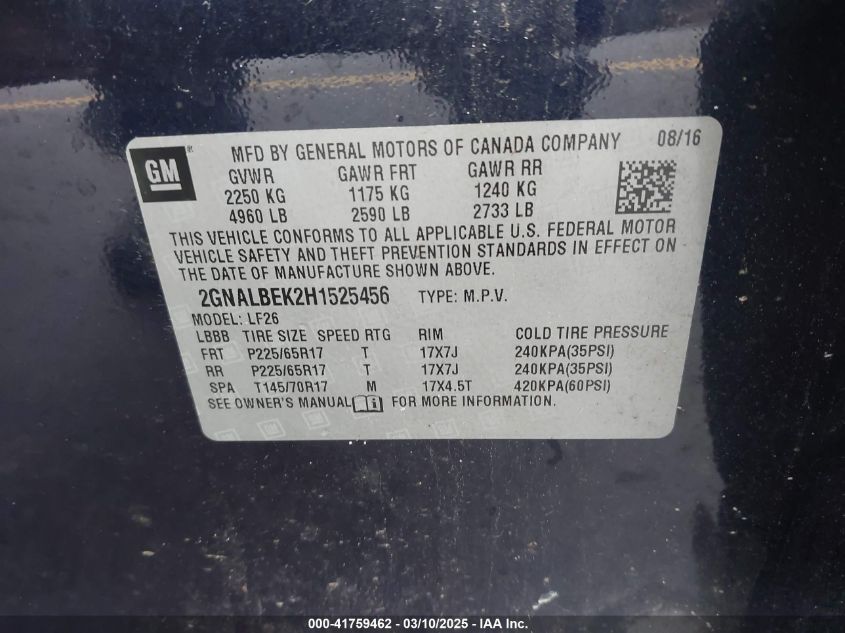 GM ®
MFD BY GENERAL MOTORS OF CANADA COMPANY 08/16
GVWR GAWR FRT GAWR RR
2250 KG 1175 KG 1240 KG
4960 LB 2590 LB 2733 LB
THIS VEHICLE CONFORMS TO ALL APPLICABLE U.S. FEDERAL MOTOR
VEHICLE SAFETY AND THEFT PREVENTION STANDARDS IN EFFECT ON
THE DATE OF MANUFACTURE SHOWN ABOVE.
2GNALBEK2H1525456 TYPE: M.P.V.
MODEL: LF26
LBBB TIRE SIZE SPEED RTG RIM COLD TIRE PRESSURE
FRT P225/65R17 T 17X7J 240KPA(35PSI)
RR P225/65R17 T 17X7J 240KPA(35PSI)
SPA T145/70R17 M 17X4.5T 420KPA(60PSI)
SEE OWNER'S MANUAL FOR MORE INFORMATION.
000-41759462 - 03/10/2025 - IAA Inc.